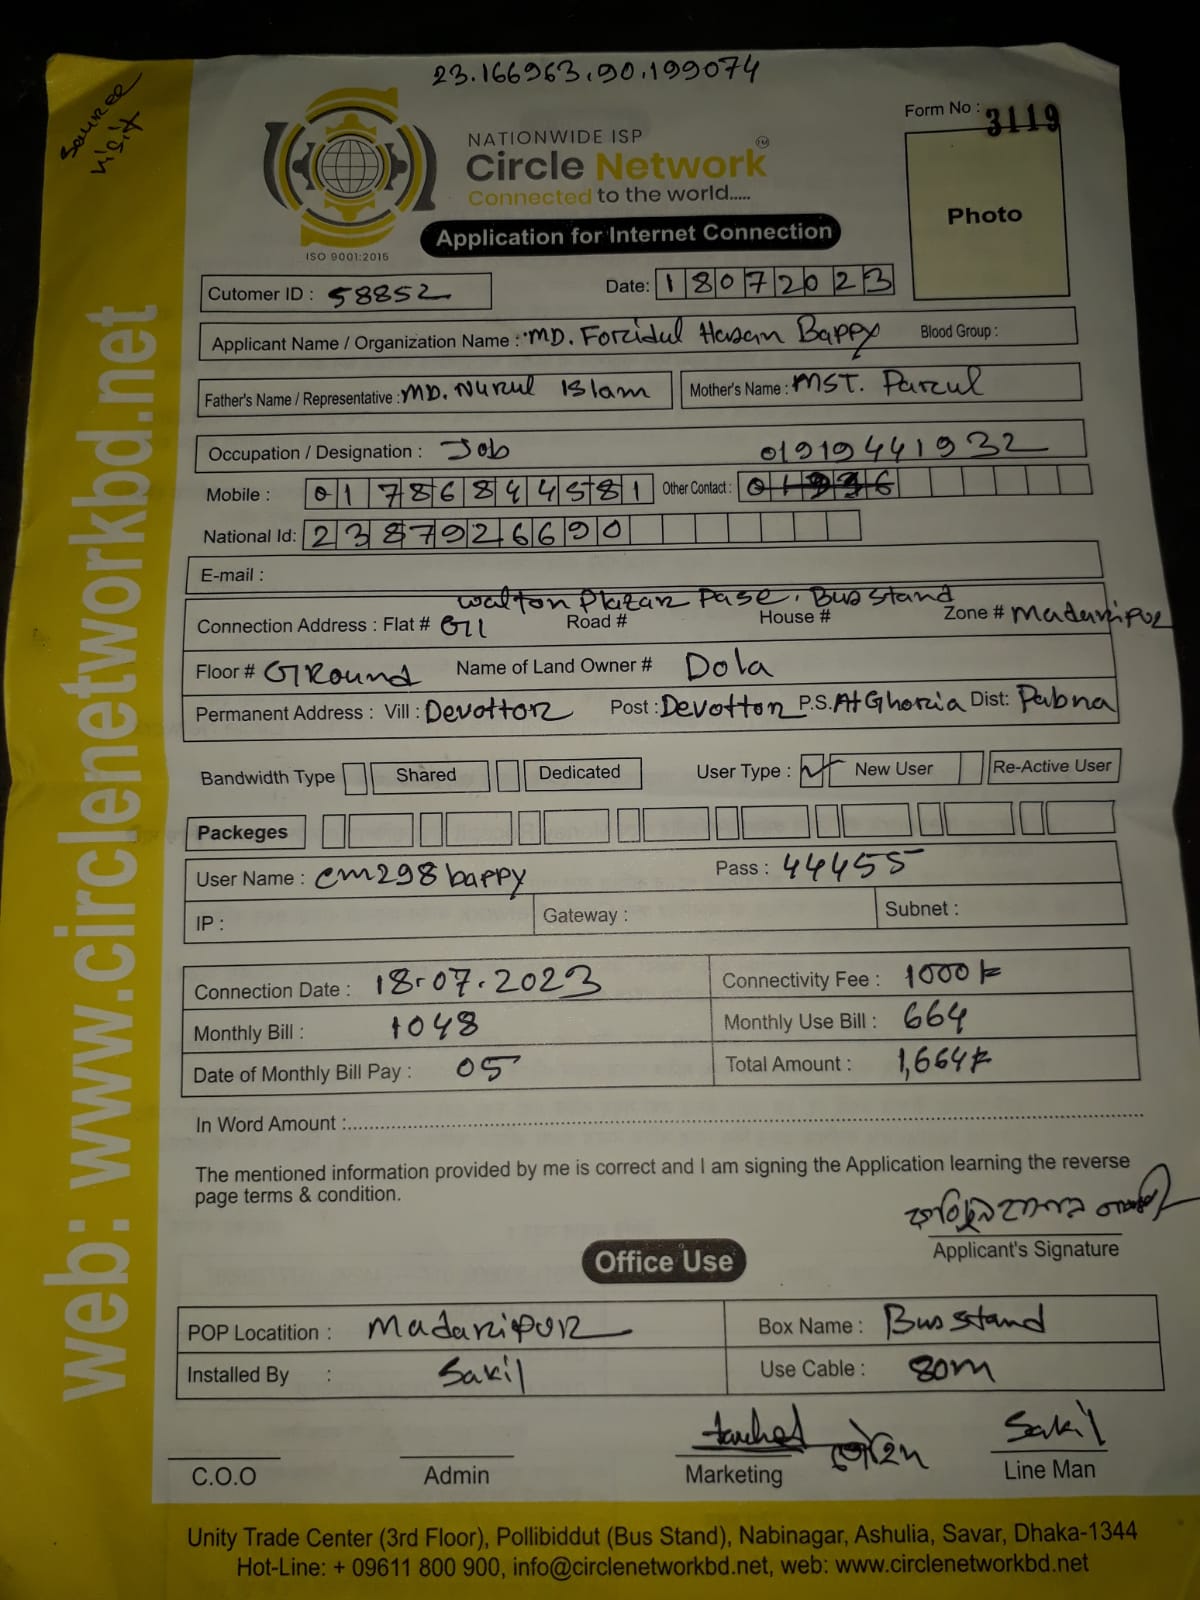 23.166963,90.199074
Source
visit
Form No : 3119
NATIONWIDE ISP
Circle Network TM
Connected to the world.....
ISO 9001:2015
Application for Internet Connection
Photo
Cutomer ID : 58852
Date: 18072023
Applicant Name / Organization Name : MD. Foridul Hasan Bappy Blood Group :
Father's Name / Representative : MD. Nurul Islam Mother's Name : MST. Parul
Occupation / Designation : Job 01919441932
Mobile : 01786844581 Other Contact :
National Id: 2387926690
E-mail :
Walton Plazar Pase, Bus stand
Connection Address : Flat # G11 Road # House # Zone # Madaripur
Floor # GRound Name of Land Owner # Dola
Permanent Address : Vill : Devottor Post : Devottor P.S. AtGhoria Dist: Pabna
Bandwidth Type Shared Dedicated User Type : New User Re-Active User
Packeges
User Name : cm298bappy Pass : 44455
IP : Gateway : Subnet :
Connection Date : 18.07.2023 Connectivity Fee : 1000
Monthly Bill : 1048 Monthly Use Bill : 664
Date of Monthly Bill Pay : 05 Total Amount : 1,664
In Word Amount :
The mentioned information provided by me is correct and I am signing the Application learning the reverse
page terms & condition.
Applicant's Signature
Office Use
POP Locatition : Madaripur Box Name : Bus stand
Installed By : Sakil Use Cable : 80m
Sakil
C.O.O Admin Marketing Line Man
Unity Trade Center (3rd Floor), Pollibiddut (Bus Stand), Nabinagar, Ashulia, Savar, Dhaka-1344
Hot-Line: + 09611 800 900, info@circlenetworkbd.net, web: www.circlenetworkbd.net
web: www.circlenetworkbd.net